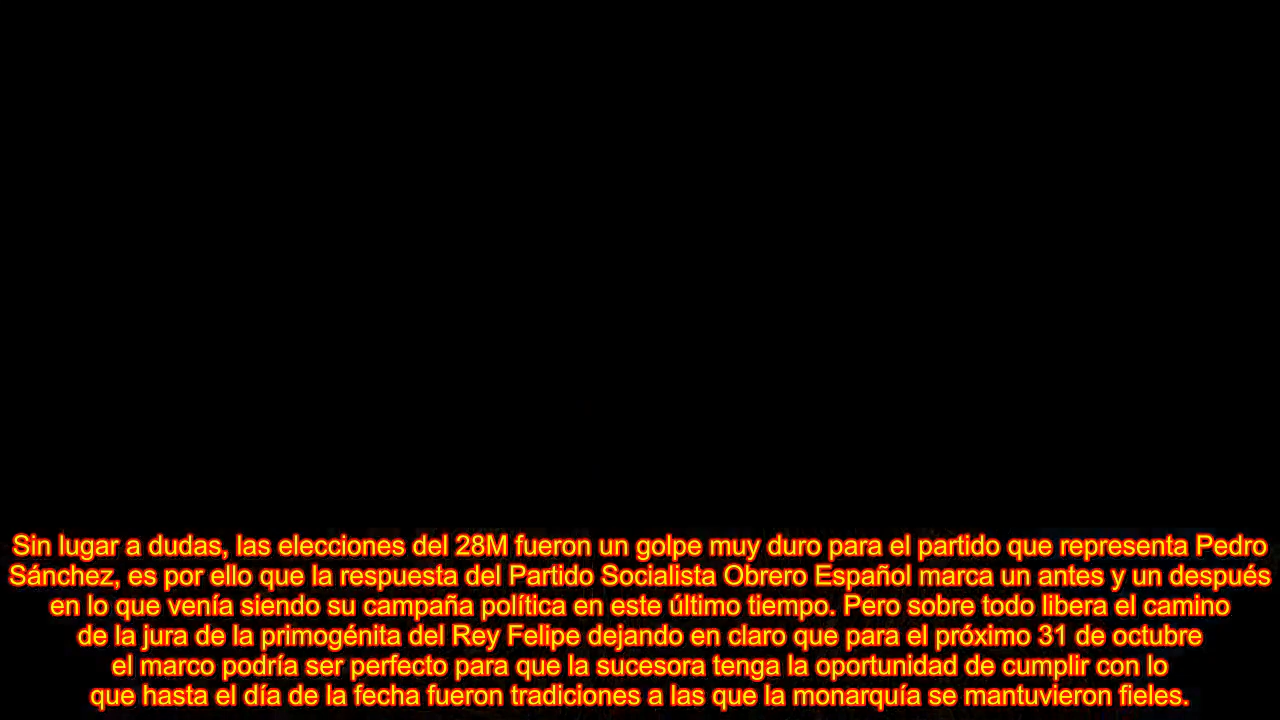 Sin lugar a dudas, las elecciones del 28M fueron un golpe muy duro para el partido que representa Pedro
Sánchez, es por ello que la respuesta del Partido Socialista Obrero Español marca un antes y un después
en lo que venía siendo su campaña política en este último tiempo. Pero sobre todo libera el camino
de la jura de la primogénita del Rey Felipe dejando en claro que para el próximo 31 de octubre
el marco podría ser perfecto para que la sucesora tenga la oportunidad de cumplir con lo
que hasta el día de la fecha fueron tradiciones a las que la monarquía se mantuvieron fieles.